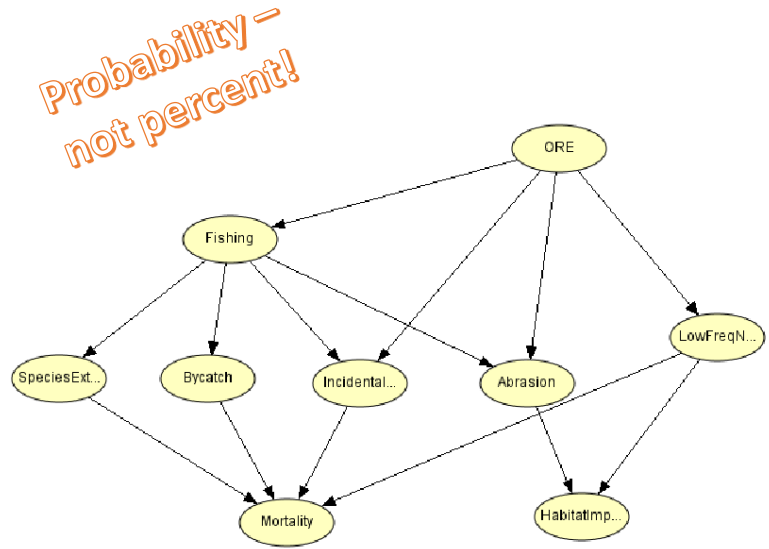 Probability –
not percent!
ORE
Fishing
LowFreqN...
SpeciesExt...
Bycatch
Incidental...
Abrasion
Mortality
HabitatImp...